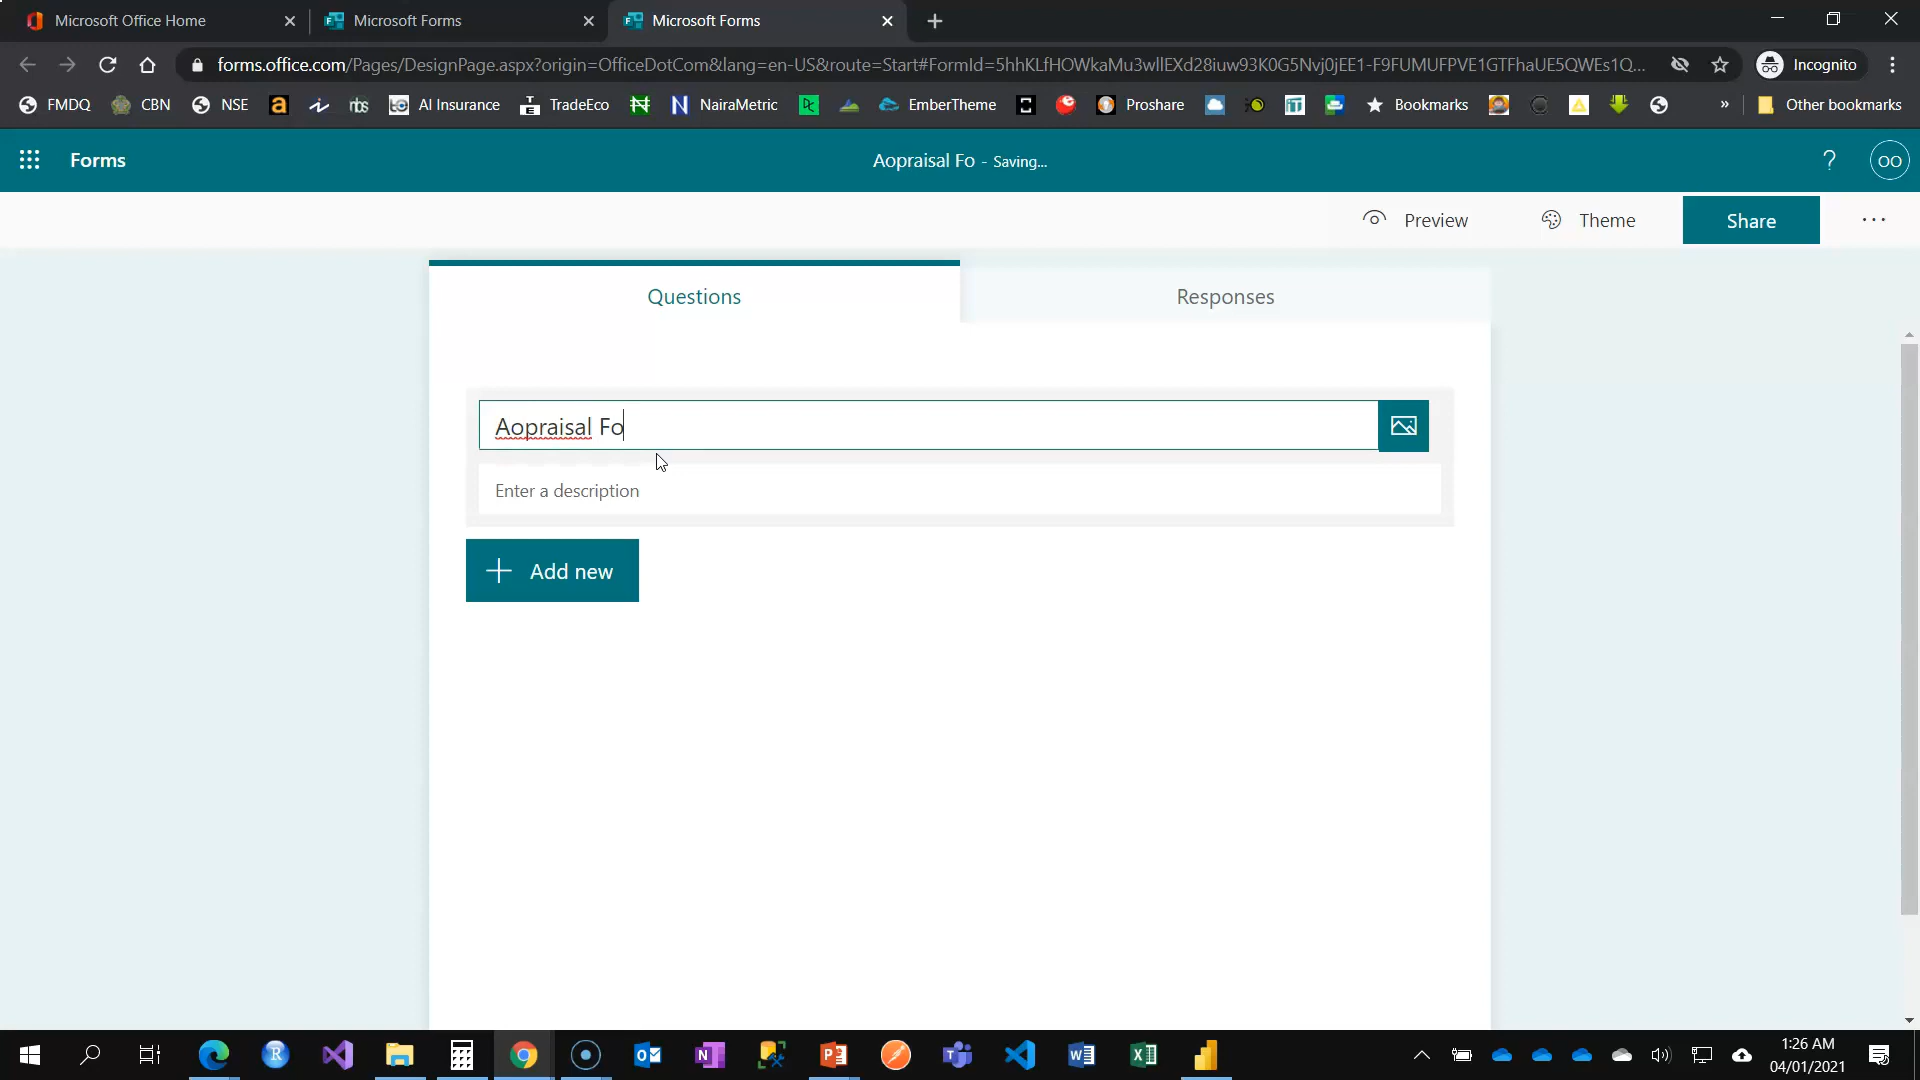 Microsoft Office Home
Microsoft Forms
Microsoft Forms
forms.office.com/Pages/DesignPage.aspx?origin=OfficeDotCom&lang=en-US&route=Start#FormId=5hhKLfHOWkaMu3wllEXd28iuw93K0G5Nvj0jEE1-F9FUMUFPVE1GTFhaUE5QWEs1Q...
Incognito
FMDQ
CBN
NSE
AI Insurance
TradeEco
NairaMetric
EmberTheme
Proshare
Bookmarks
»
Other bookmarks
Forms
Aopraisal Fo - Saving...
?
OO
Preview
Theme
Share
...
Questions
Responses
Aopraisal Fo
Enter a description
Add new
1:26 AM
04/01/2021